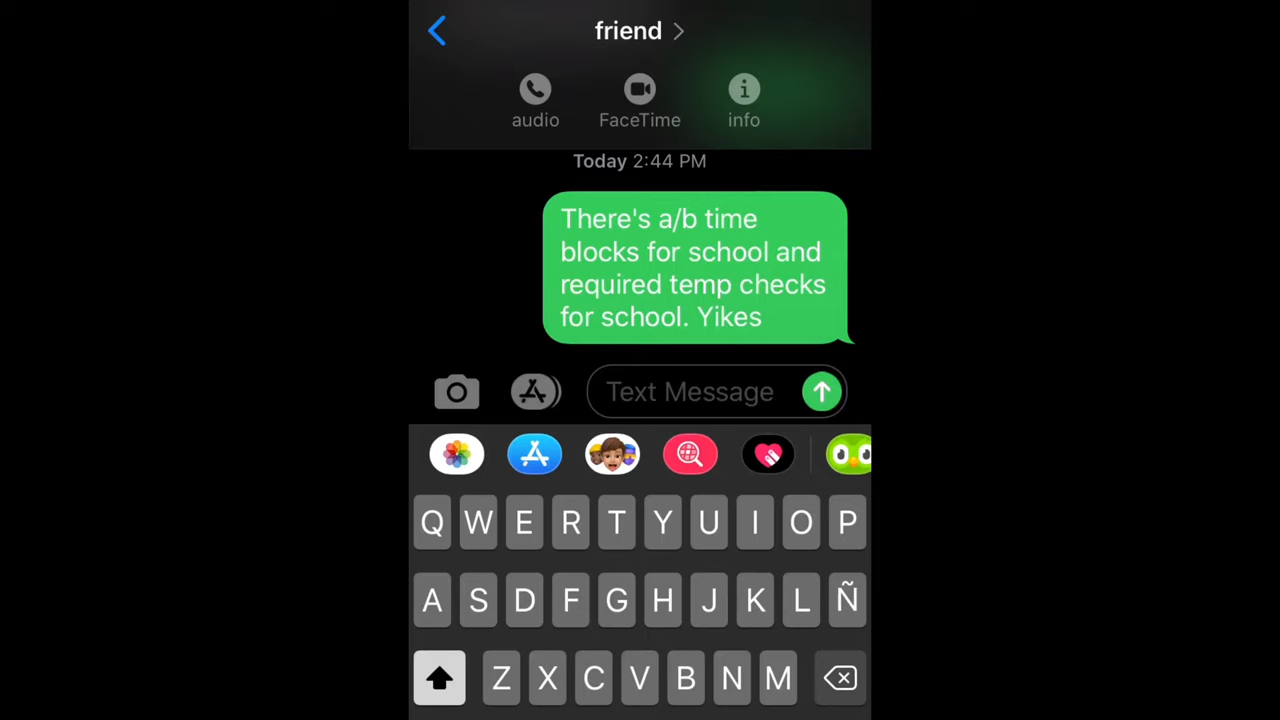 friend
audio FaceTime info
Today 2:44 PM
There's a/b time
blocks for school and
required temp checks
for school. Yikes
Text Message
Q W E R T Y U I O P
A S D F G H J K L Ñ
Z X C V B N M